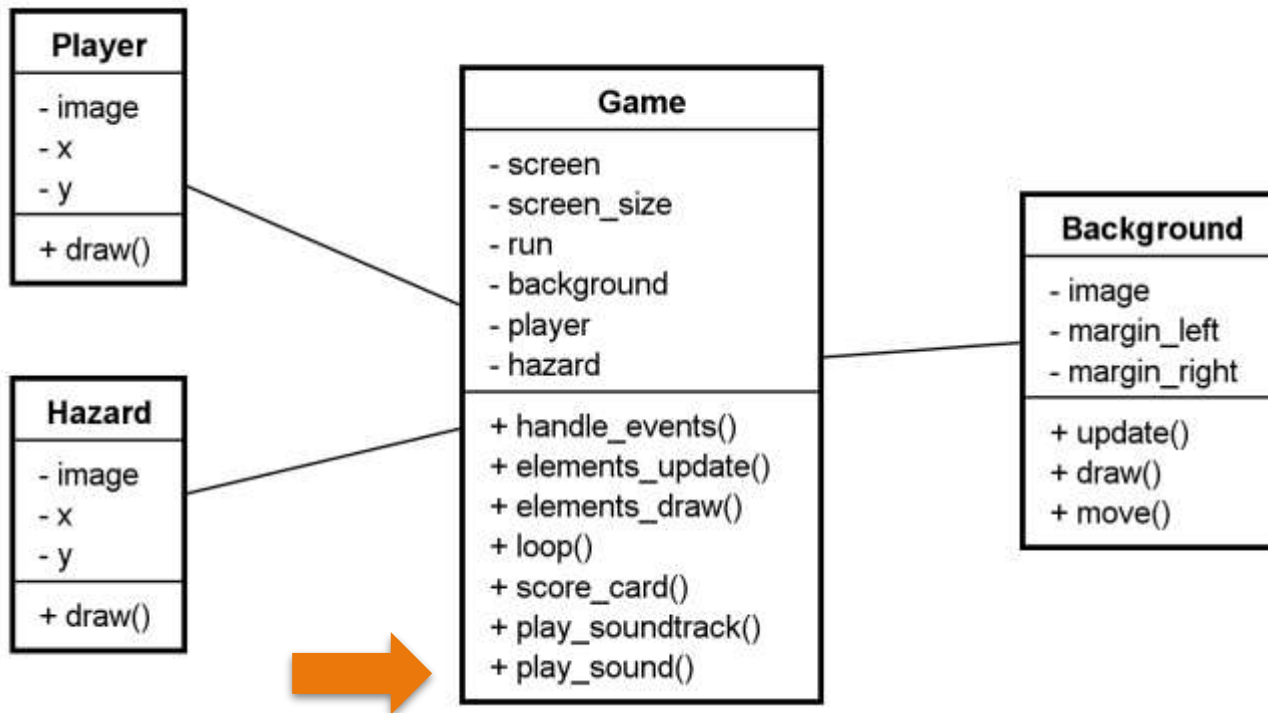 Player
- image
- x
- y
+ draw()
Hazard
- image
- x
- y
+ draw()
Game
- screen
- screen_size
- run
- background
- player
- hazard
+ handle_events()
+ elements_update()
+ elements_draw()
+ loop()
+ score_card()
+ play_soundtrack()
+ play_sound()
Background
- image
- margin_left
- margin_right
+ update()
+ draw()
+ move()